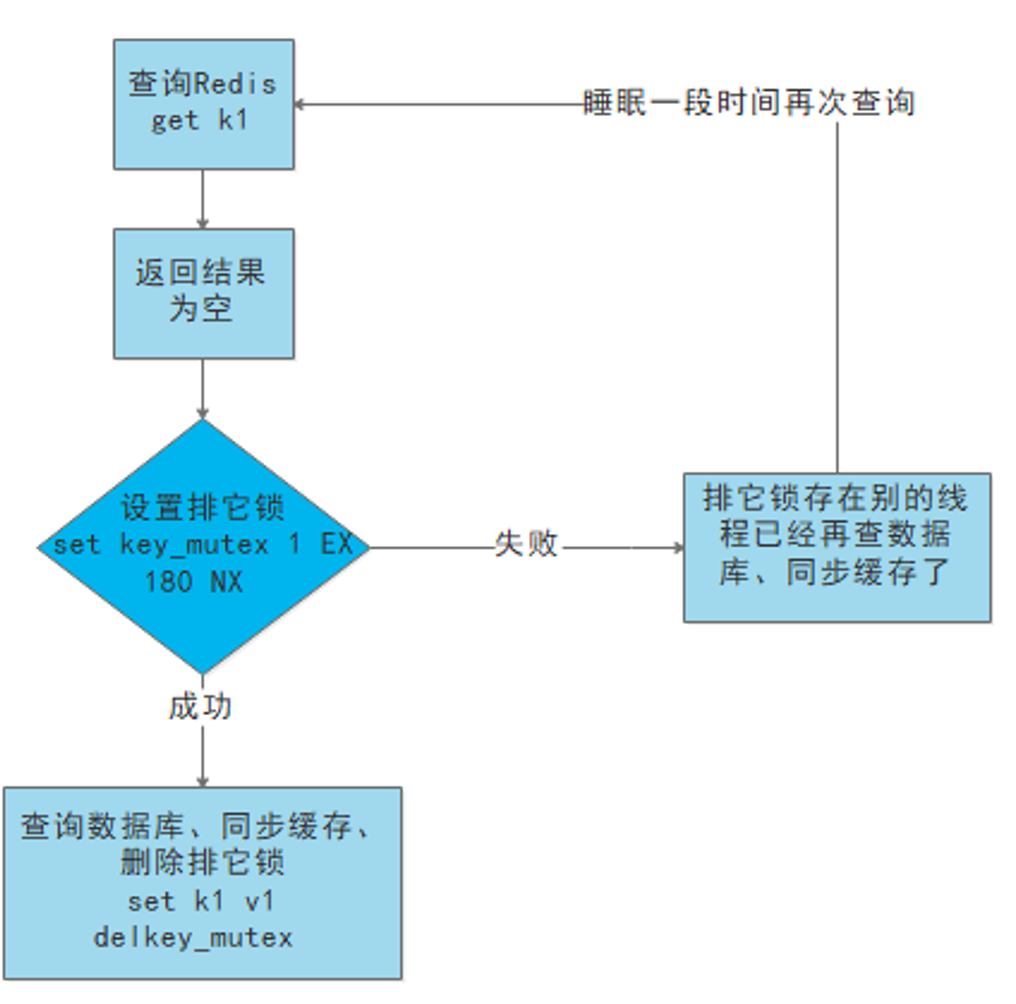 查询Redis
get k1
睡眠一段时间再次查询
返回结果
为空
设置排它锁
set key_mutex 1 EX
180 NX
失败
排它锁存在别的线
程已经再查数据
库、同步缓存了
成功
查询数据库、同步缓存、
删除排它锁
set k1 v1
delkey_mutex